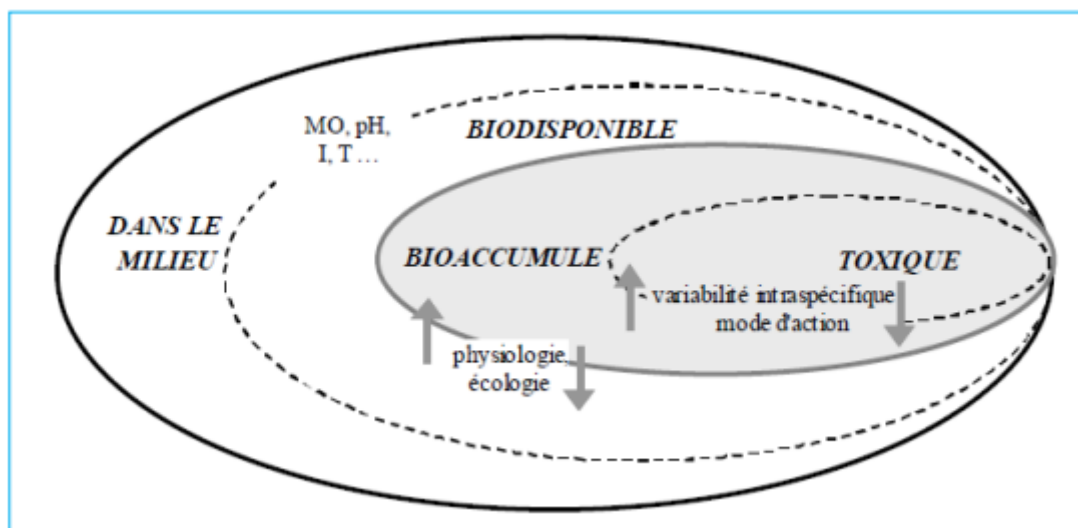 MO, pH,
I, T ...
BIODISPONIBLE
DANS LE
MILIEU
BIOACCUMULE
TOXIQUE
variabilité intraspécifique
mode d'action
physiologie,
écologie